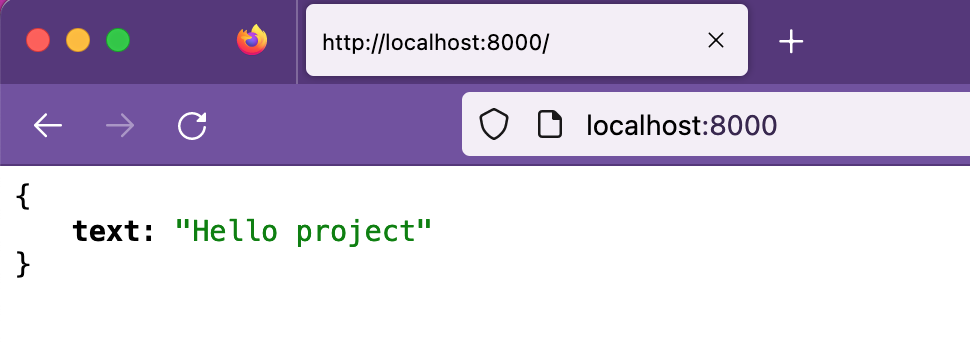 http://localhost:8000/
localhost:8000
{
text: "Hello project"
}